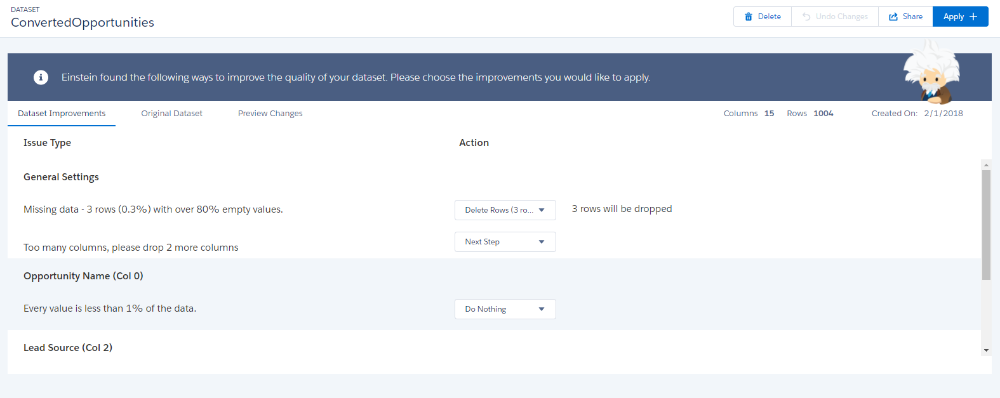 DATASET
ConvertedOpportunities
Delete
Undo Changes
Share
Apply
Einstein found the following ways to improve the quality of your dataset. Please choose the improvements you would like to apply.
Dataset Improvements
Original Dataset
Preview Changes
Columns 15
Rows 1004
Created On: 2/1/2018
Issue Type
Action
General Settings
Missing data - 3 rows (0.3%) with over 80% empty values.
Delete Rows (3 ro...
3 rows will be dropped
Too many columns, please drop 2 more columns
Next Step
Opportunity Name (Col 0)
Every value is less than 1% of the data.
Do Nothing
Lead Source (Col 2)